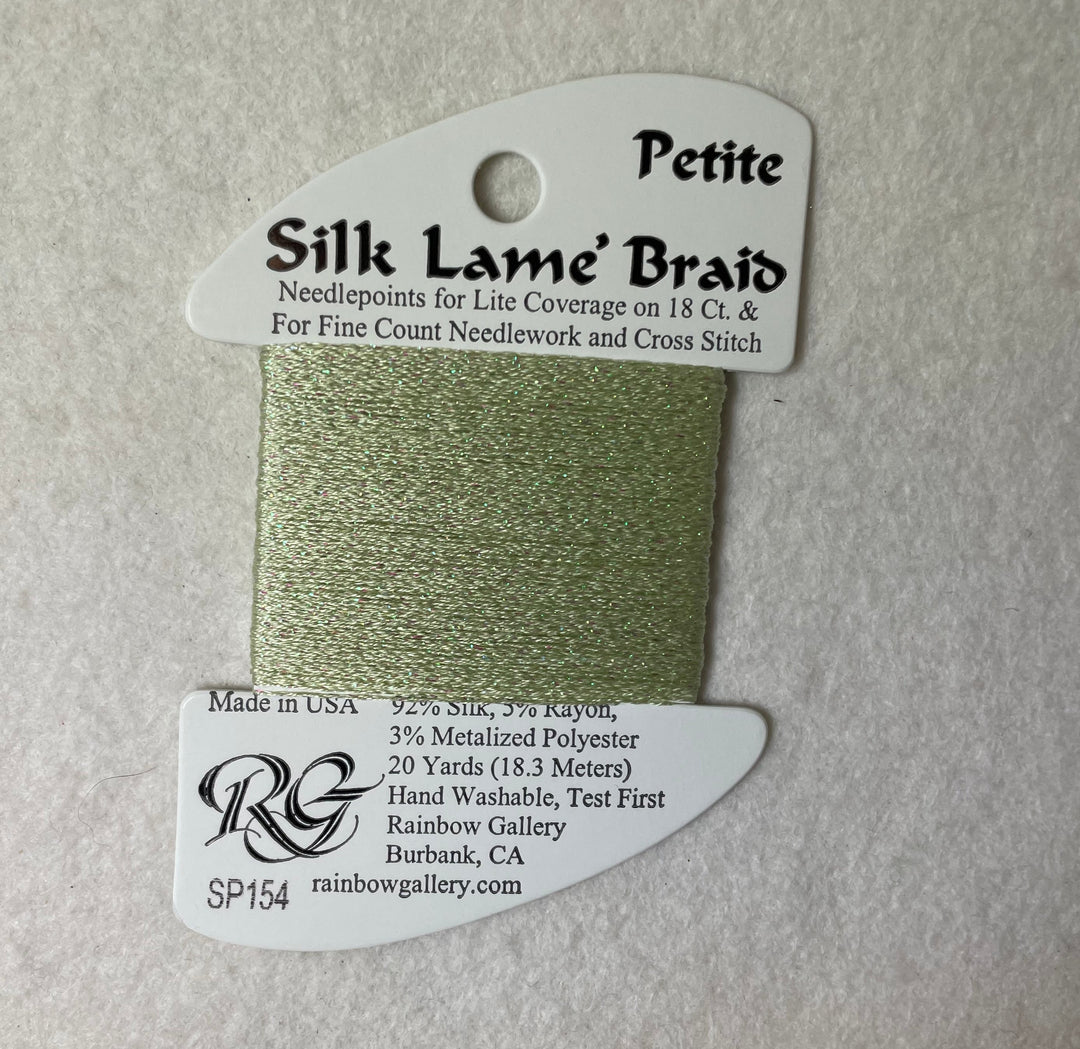 Petite
Silk Lame´ Braid
Needlepoints for Lite Coverage on 18 Ct. &
For Fine Count Needlework and Cross Stitch
Made in USA
92% Silk, 5% Rayon,
3% Metalized Polyester
20 Yards (18.3 Meters)
Hand Washable, Test First
Rainbow Gallery
Burbank, CA
rainbowgallery.com
RG
SP154